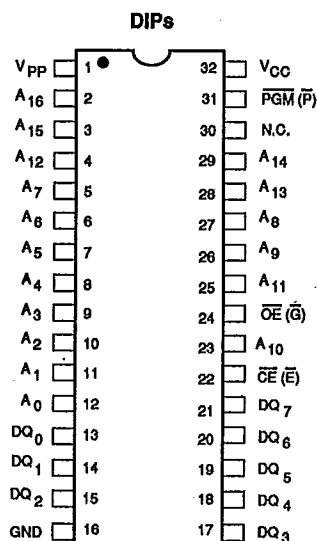 DIPs
VPP 1 32 VCC
A16 2 31 PGM (P)
A15 3 30 N.C.
A12 4 29 A14
A7 5 28 A13
A6 6 27 A8
A5 7 26 A9
A4 8 25 A11
A3 9 24 OE (G)
A2 10 23 A10
A1 11 22 CE (E)
A0 12 21 DQ7
DQ0 13 20 DQ6
DQ1 14 19 DQ5
DQ2 15 18 DQ4
GND 16 17 DQ3